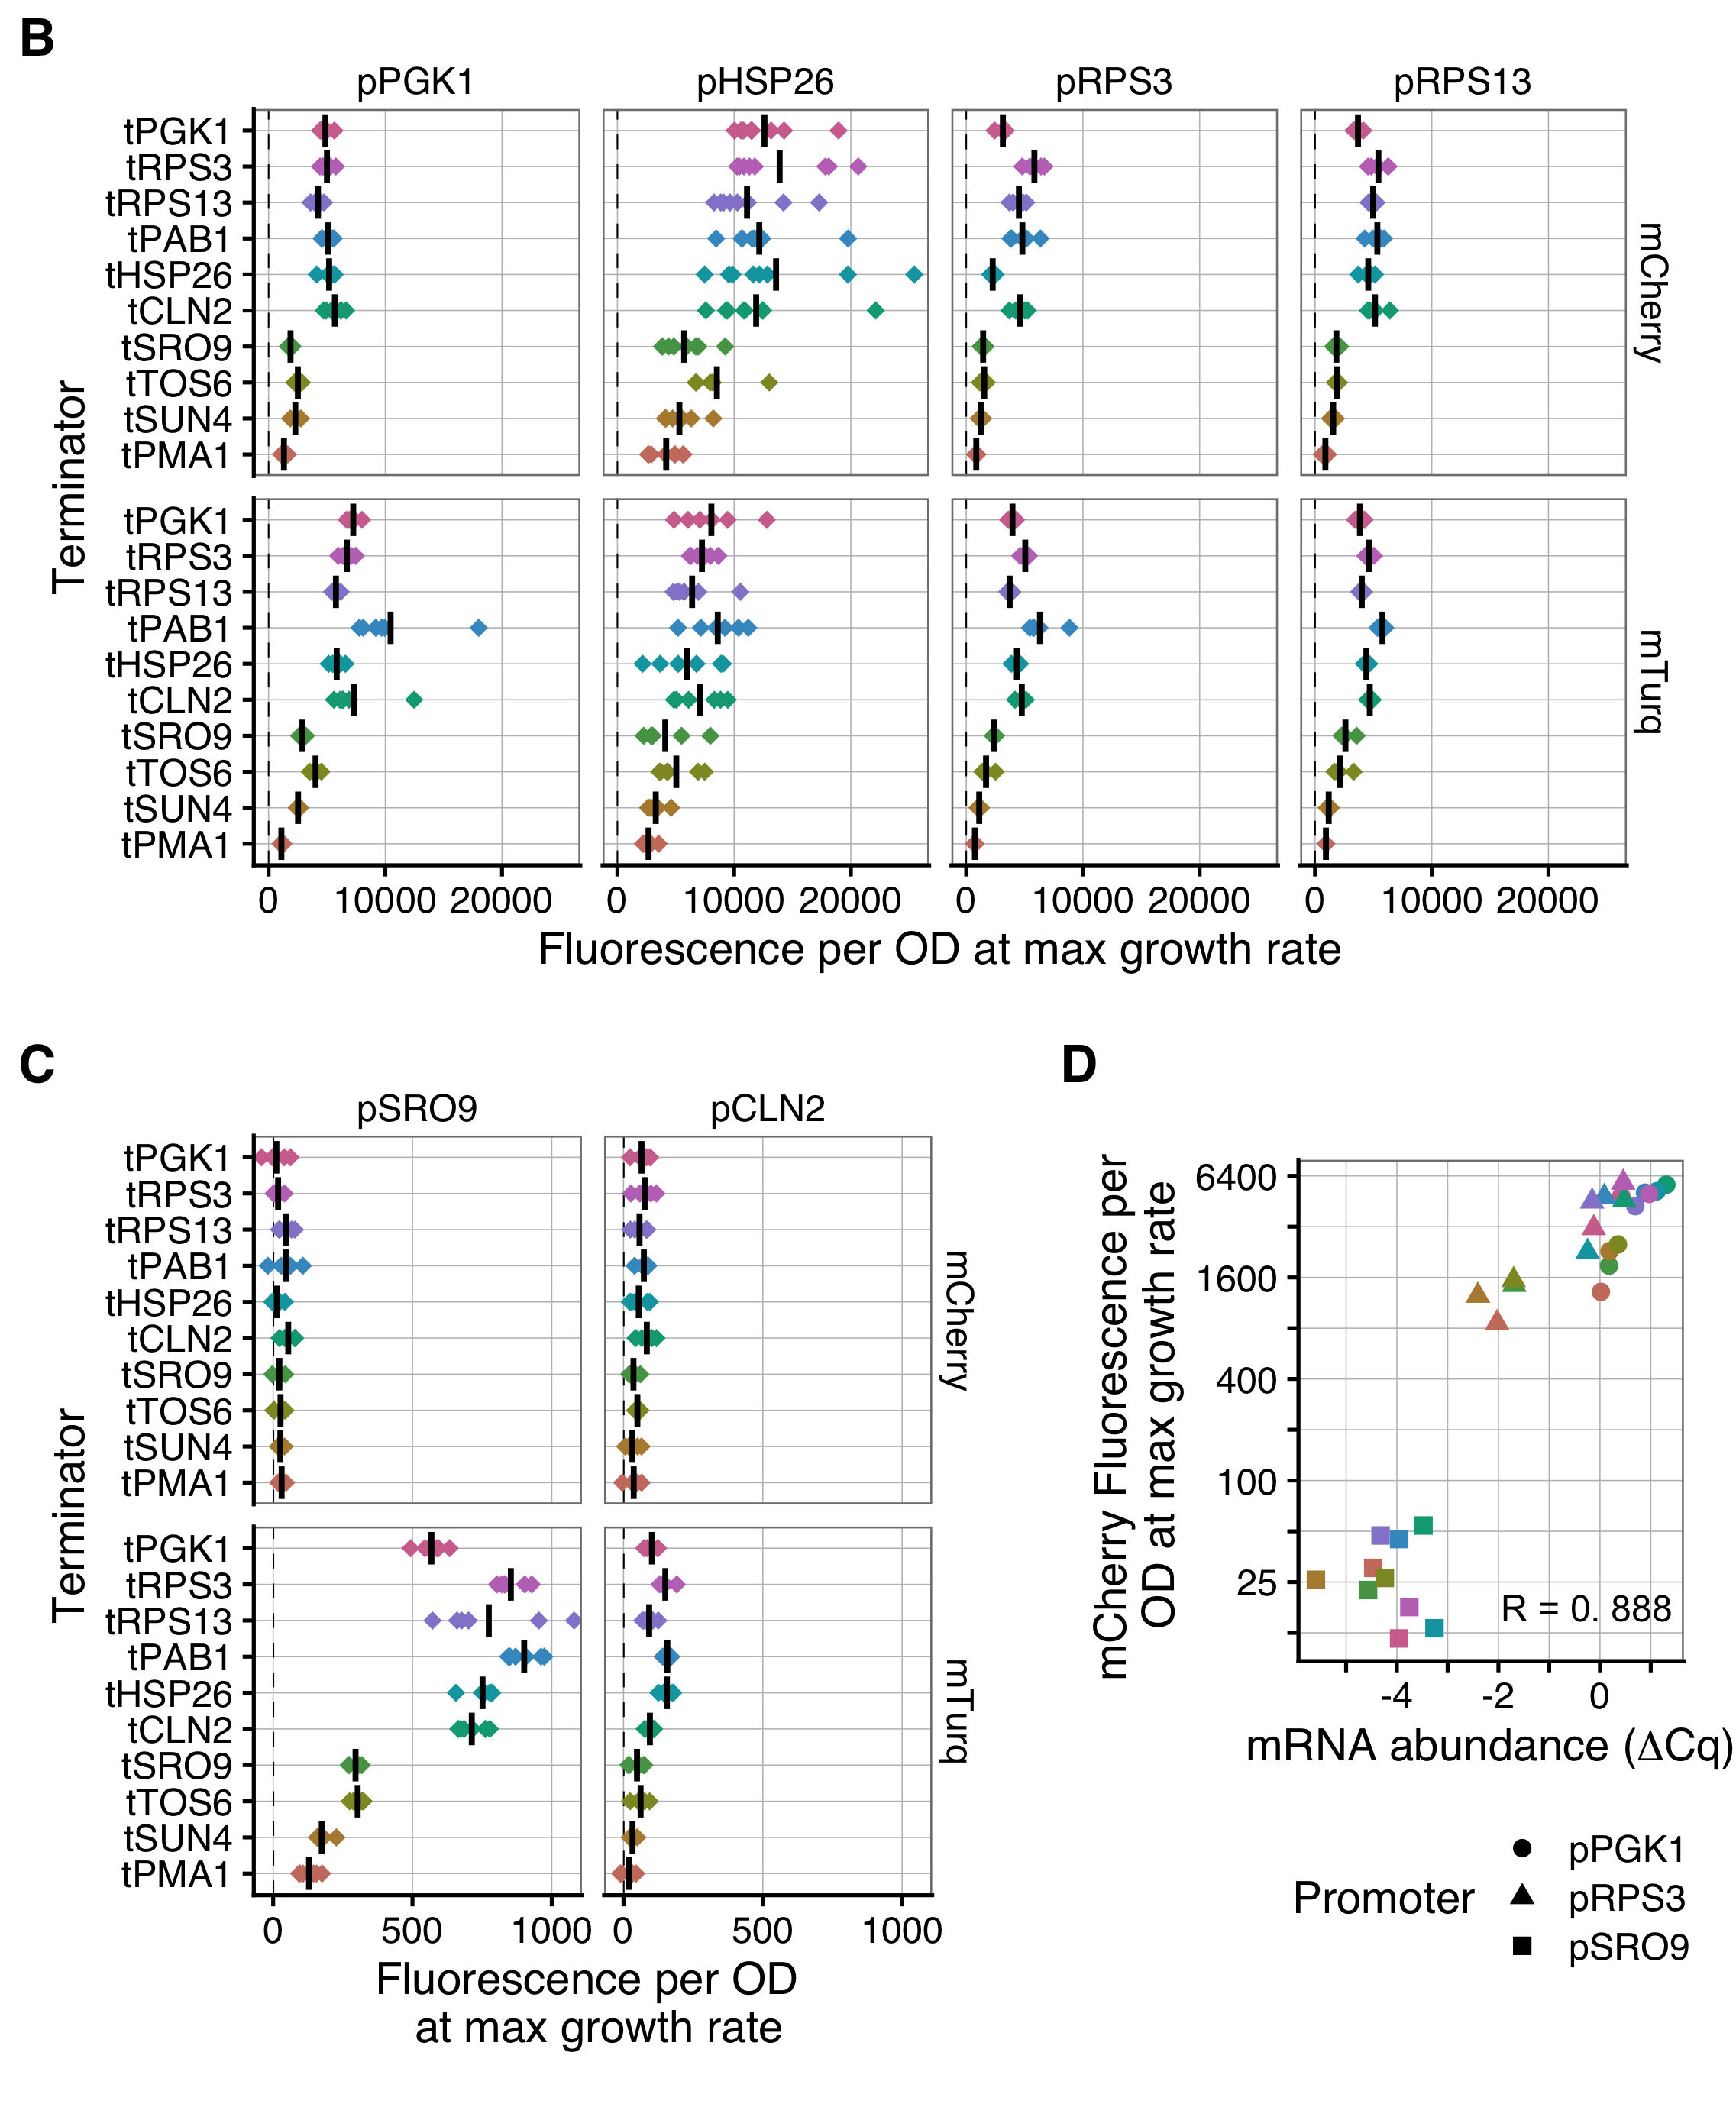 B
pPGK1 pHSP26 pRPS3 pRPS13
tPGK1
tRPS3
tRPS13
tPAB1
tHSP26
tCLN2
tSRO9
tTOS6
tSUN4
tPMA1
mCherry
Terminator
tPGK1
tRPS3
tRPS13
tPAB1
tHSP26
tCLN2
tSRO9
tTOS6
tSUN4
tPMA1
mTurq
0 10000 20000 0 10000 20000 0 10000 20000 0 10000 20000
Fluorescence per OD at max growth rate
C
pSRO9 pCLN2
tPGK1
tRPS3
tRPS13
tPAB1
tHSP26
tCLN2
tSRO9
tTOS6
tSUN4
tPMA1
mCherry
Terminator
tPGK1
tRPS3
tRPS13
tPAB1
tHSP26
tCLN2
tSRO9
tTOS6
tSUN4
tPMA1
mTurq
0 500 1000 0 500 1000
Fluorescence per OD
at max growth rate
D
mCherry Fluorescence per
OD at max growth rate
6400
1600
400
100
25
R = 0. 888
-4 -2 0
mRNA abundance (ΔCq)
Promoter
pPGK1
pRPS3
pSRO9